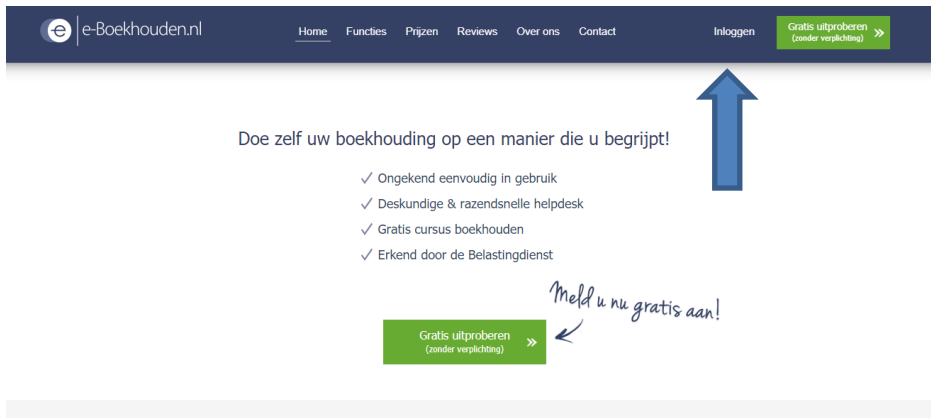 e e-Boekhouden.nl Home Functies Prijzen Reviews Over ons Contact Inloggen Gratis uitproberen »
(zonder verplichting)
Doe zelf uw boekhouding op een manier die u begrijpt!
✓ Ongekend eenvoudig in gebruik
✓ Deskundige & razendsnelle helpdesk
✓ Gratis cursus boekhouden
✓ Erkend door de Belastingdienst
Meld u nu gratis aan!
Gratis uitproberen »
(zonder verplichting)